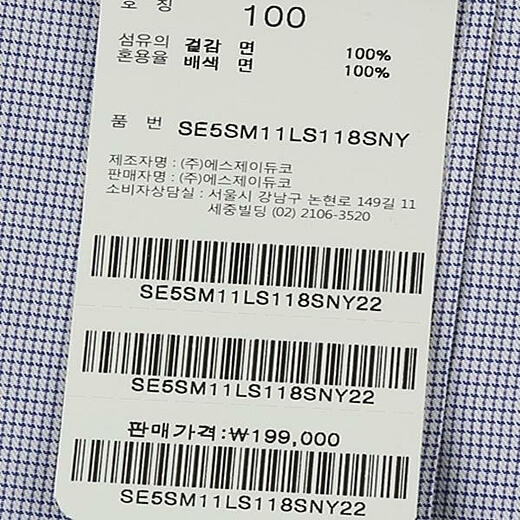 호 칭 100
섬유의 겉감 면 100%
혼용율 배색 면 100%
품 번 SE5SM11LS118SNY
제조자명 : (주)에스제이듀코
판매자명 : (주)에스제이듀코
소비자상담실 : 서울시 강남구 논현로 149길 11
세중빌딩 (02) 2106-3520
SE5SM11LS118SNY22
SE5SM11LS118SNY22
판매가격:₩199,000
SE5SM11LS118SNY22